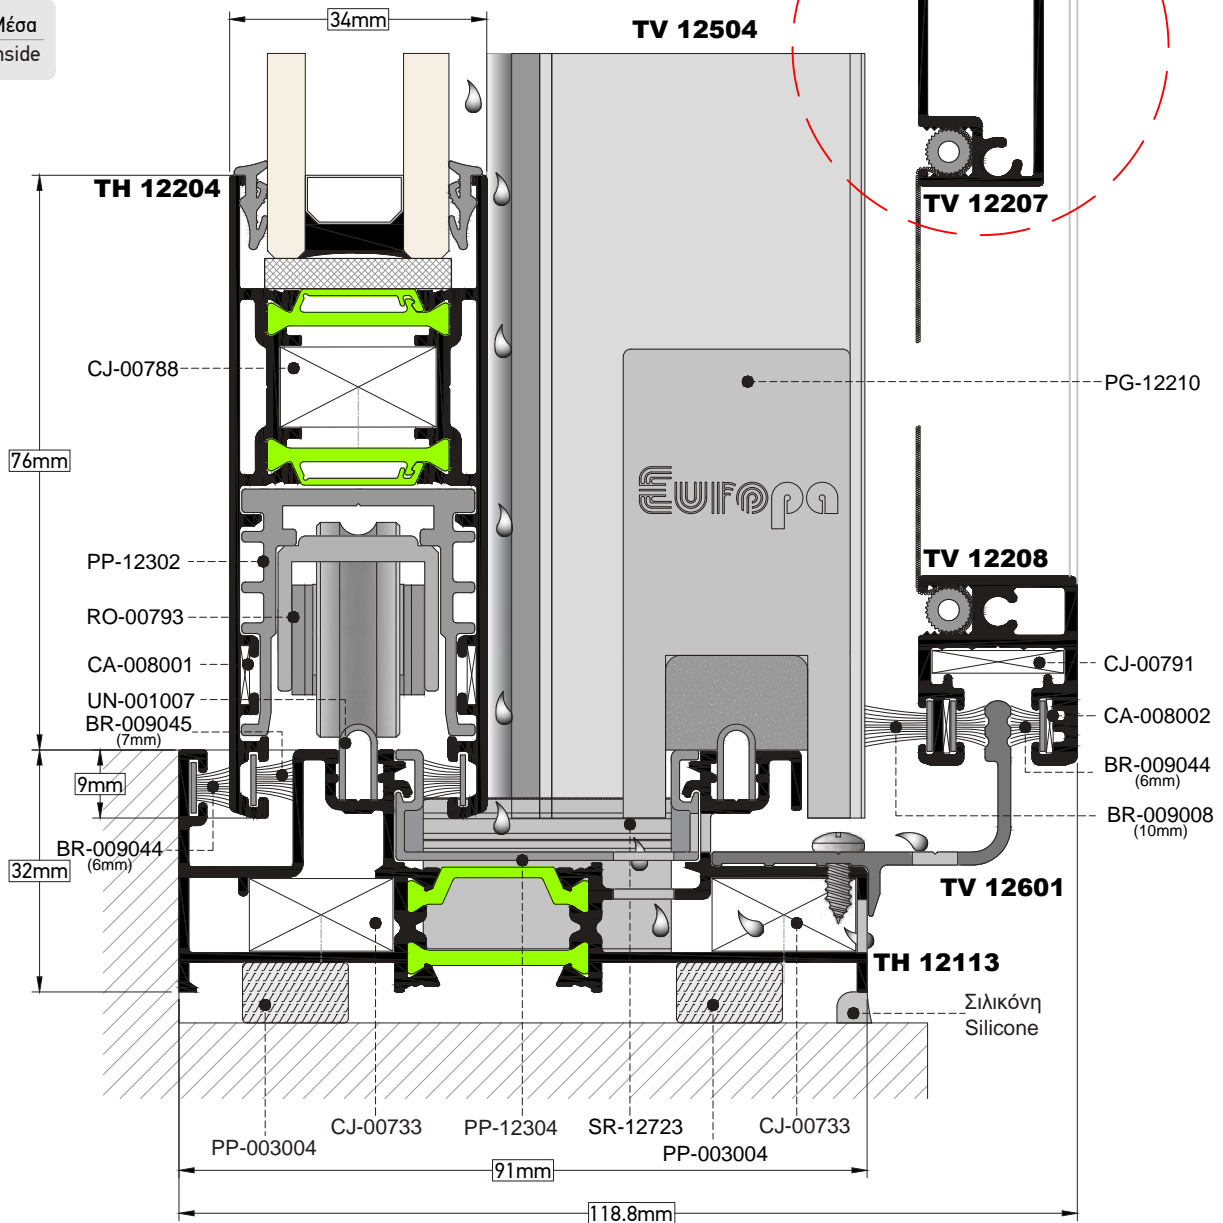 34mm
TV 12504
Μέσα
nside
TH 12204
TV 12207
CJ-00788
PG-12210
76mm
Europa
PP-12302
TV 12208
RO-00793
CA-008001
CJ-00791
UN-001007
BR-009045
(7mm)
CA-008002
9mm
BR-009044
(6mm)
BR-009008
(10mm)
BR-009044
(6mm)
32mm
TV 12601
TH 12113
Σιλικόνη
Silicone
CJ-00733
PP-12304
SR-12723
CJ-00733
PP-003004
PP-003004
91mm
118.8mm